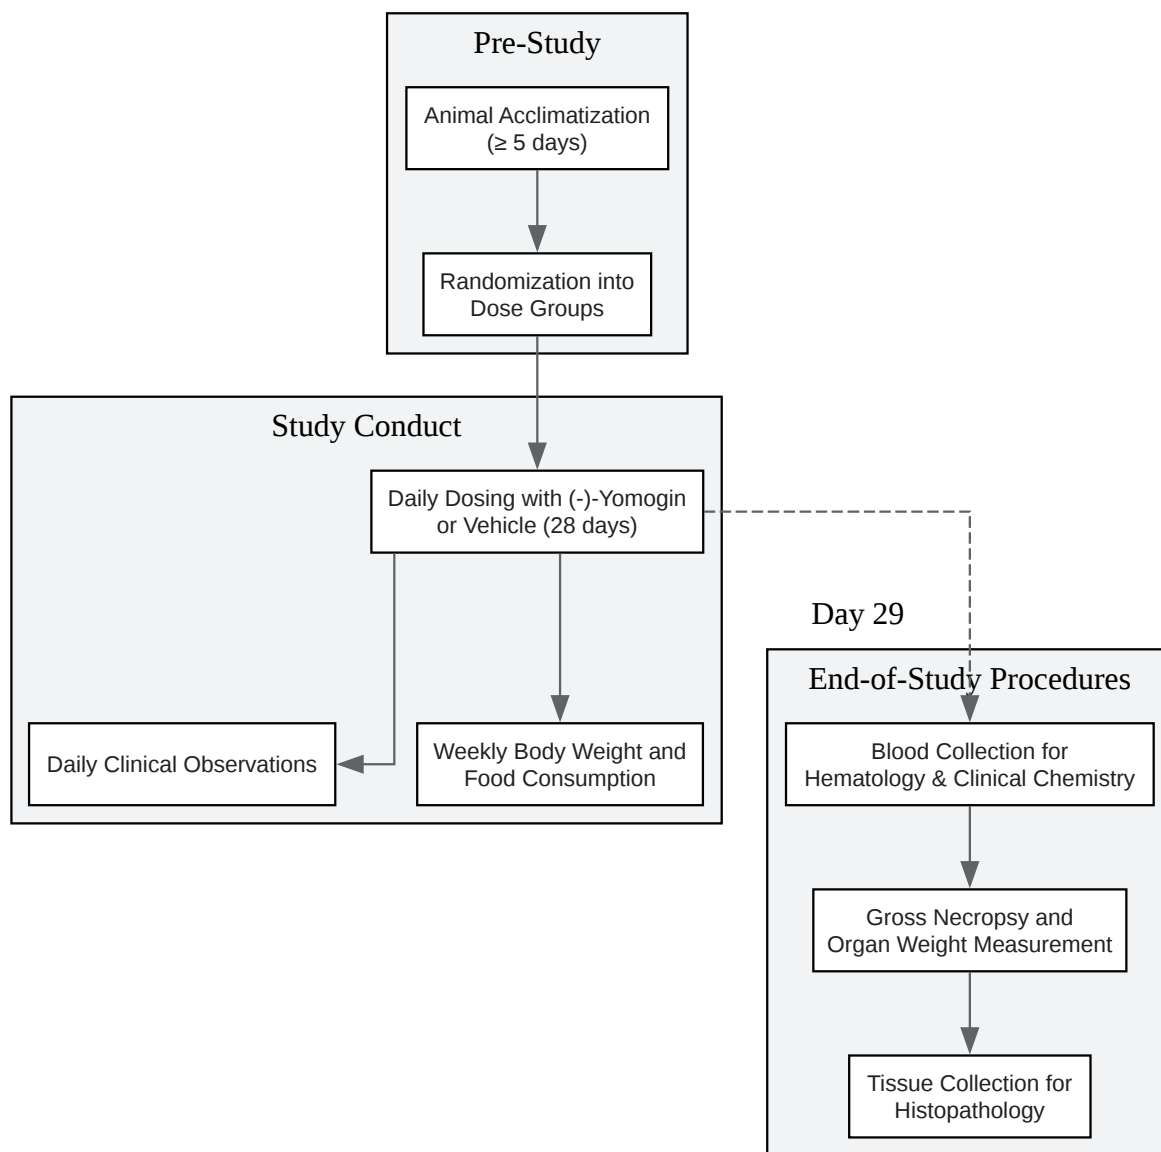 Pre-Study
Animal Acclimatization
(≥ 5 days)
Randomization into
Dose Groups
Study Conduct
Daily Dosing with (-)-Yomogin
or Vehicle (28 days)
Daily Clinical Observations
Weekly Body Weight and
Food Consumption
Day 29
End-of-Study Procedures
Blood Collection for
Hematology & Clinical Chemistry
Gross Necropsy and
Organ Weight Measurement
Tissue Collection for
Histopathology